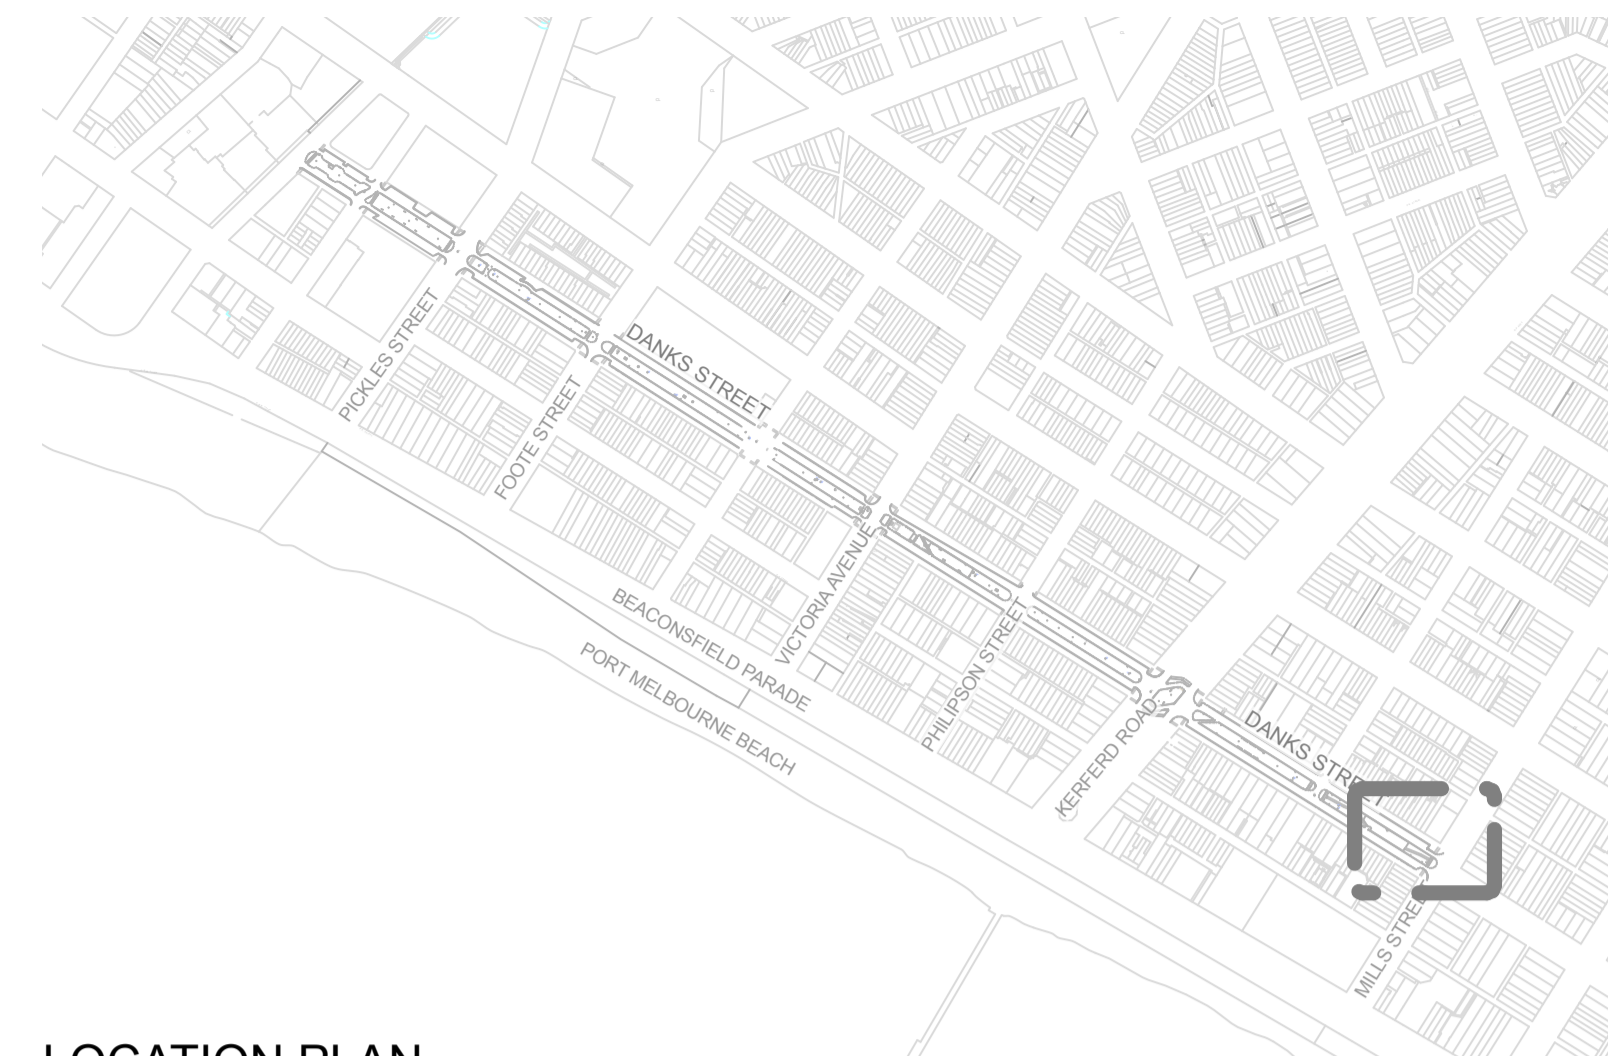 DANKS STREET
PICKLES STREET
FOOTE STREET
VICTORIA AVENUE
BEACONSFIELD PARADE
PORT MELBOURNE BEACH
PHILIPSON STREET
KERFERD ROAD
DANKS STREET
MILLS STREET
LOCATION PLAN